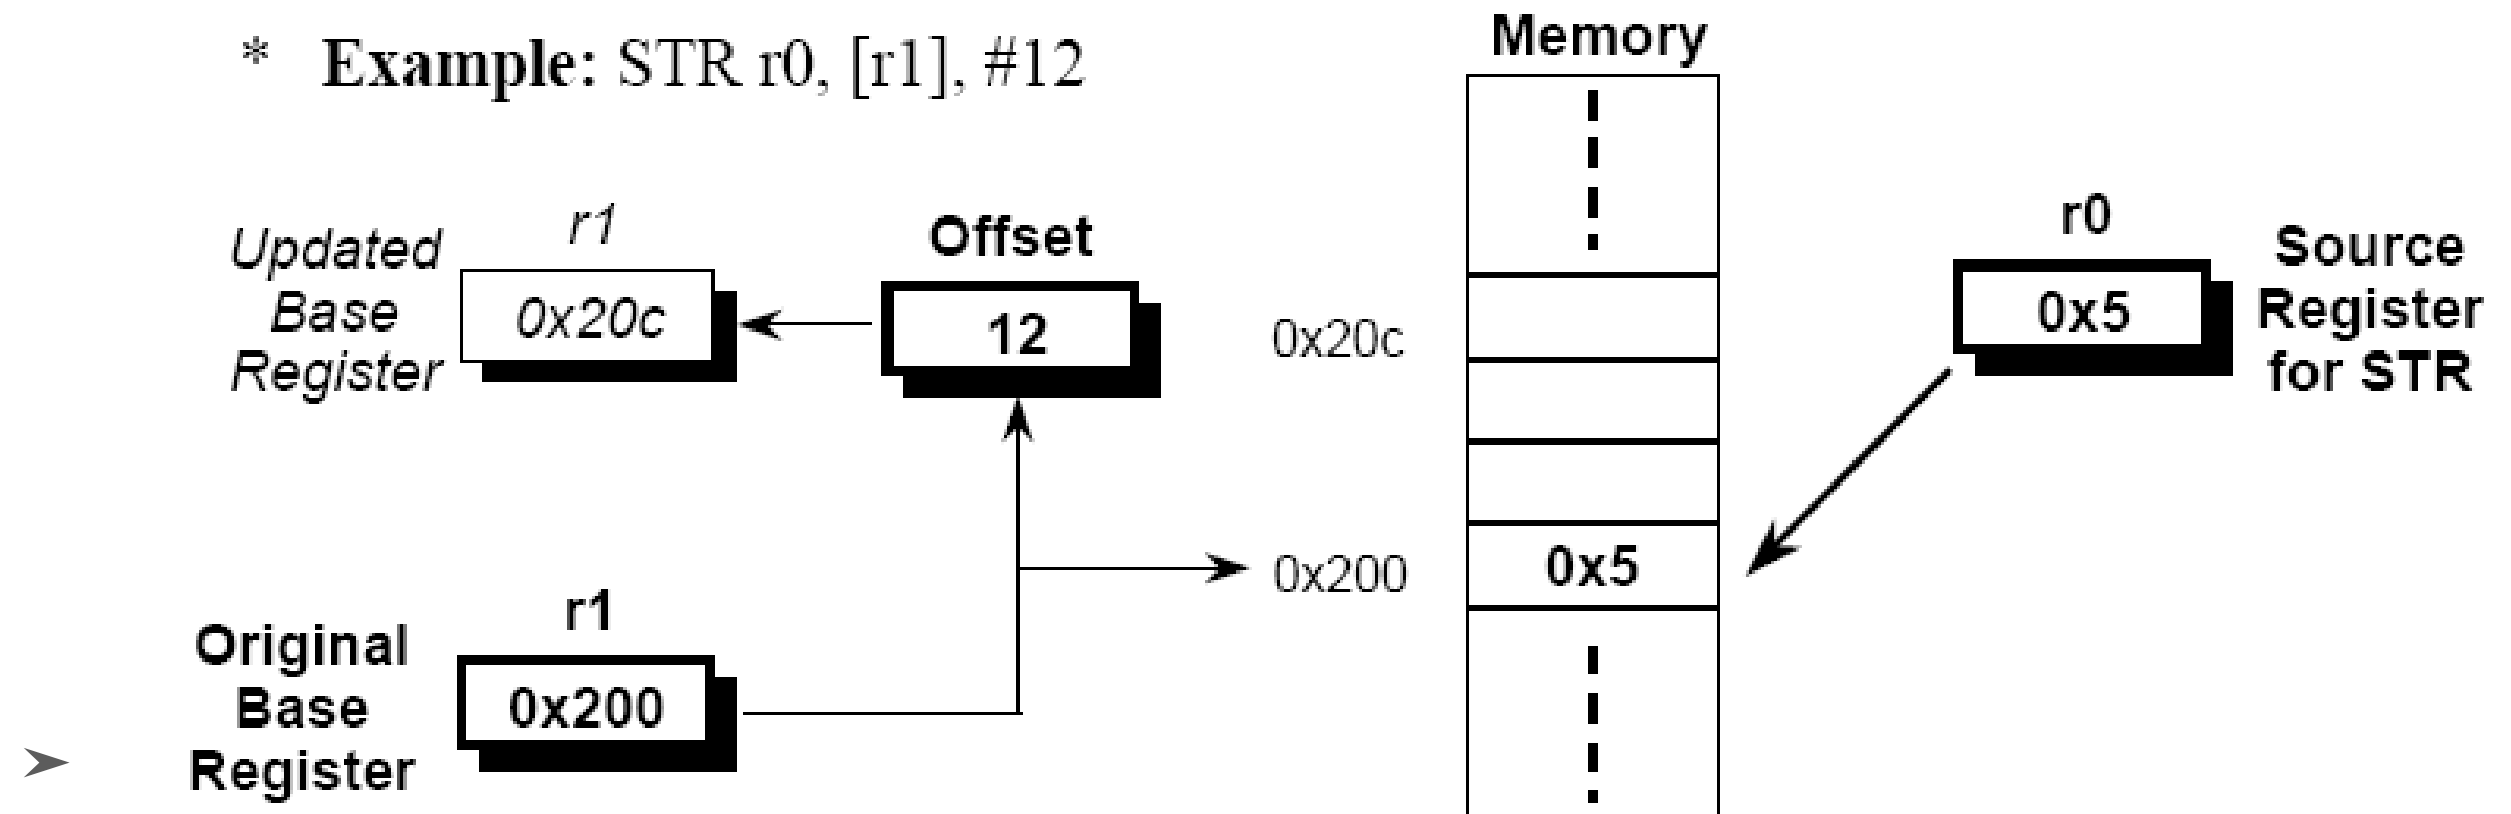 * Example: STR r0, [r1], #12
Memory
r1
Updated
Base
Register
0x20c
Offset
12
0x20c
r0
0x5
Source
Register
for STR
0x200
0x5
r1
Original
Base
Register
0x200